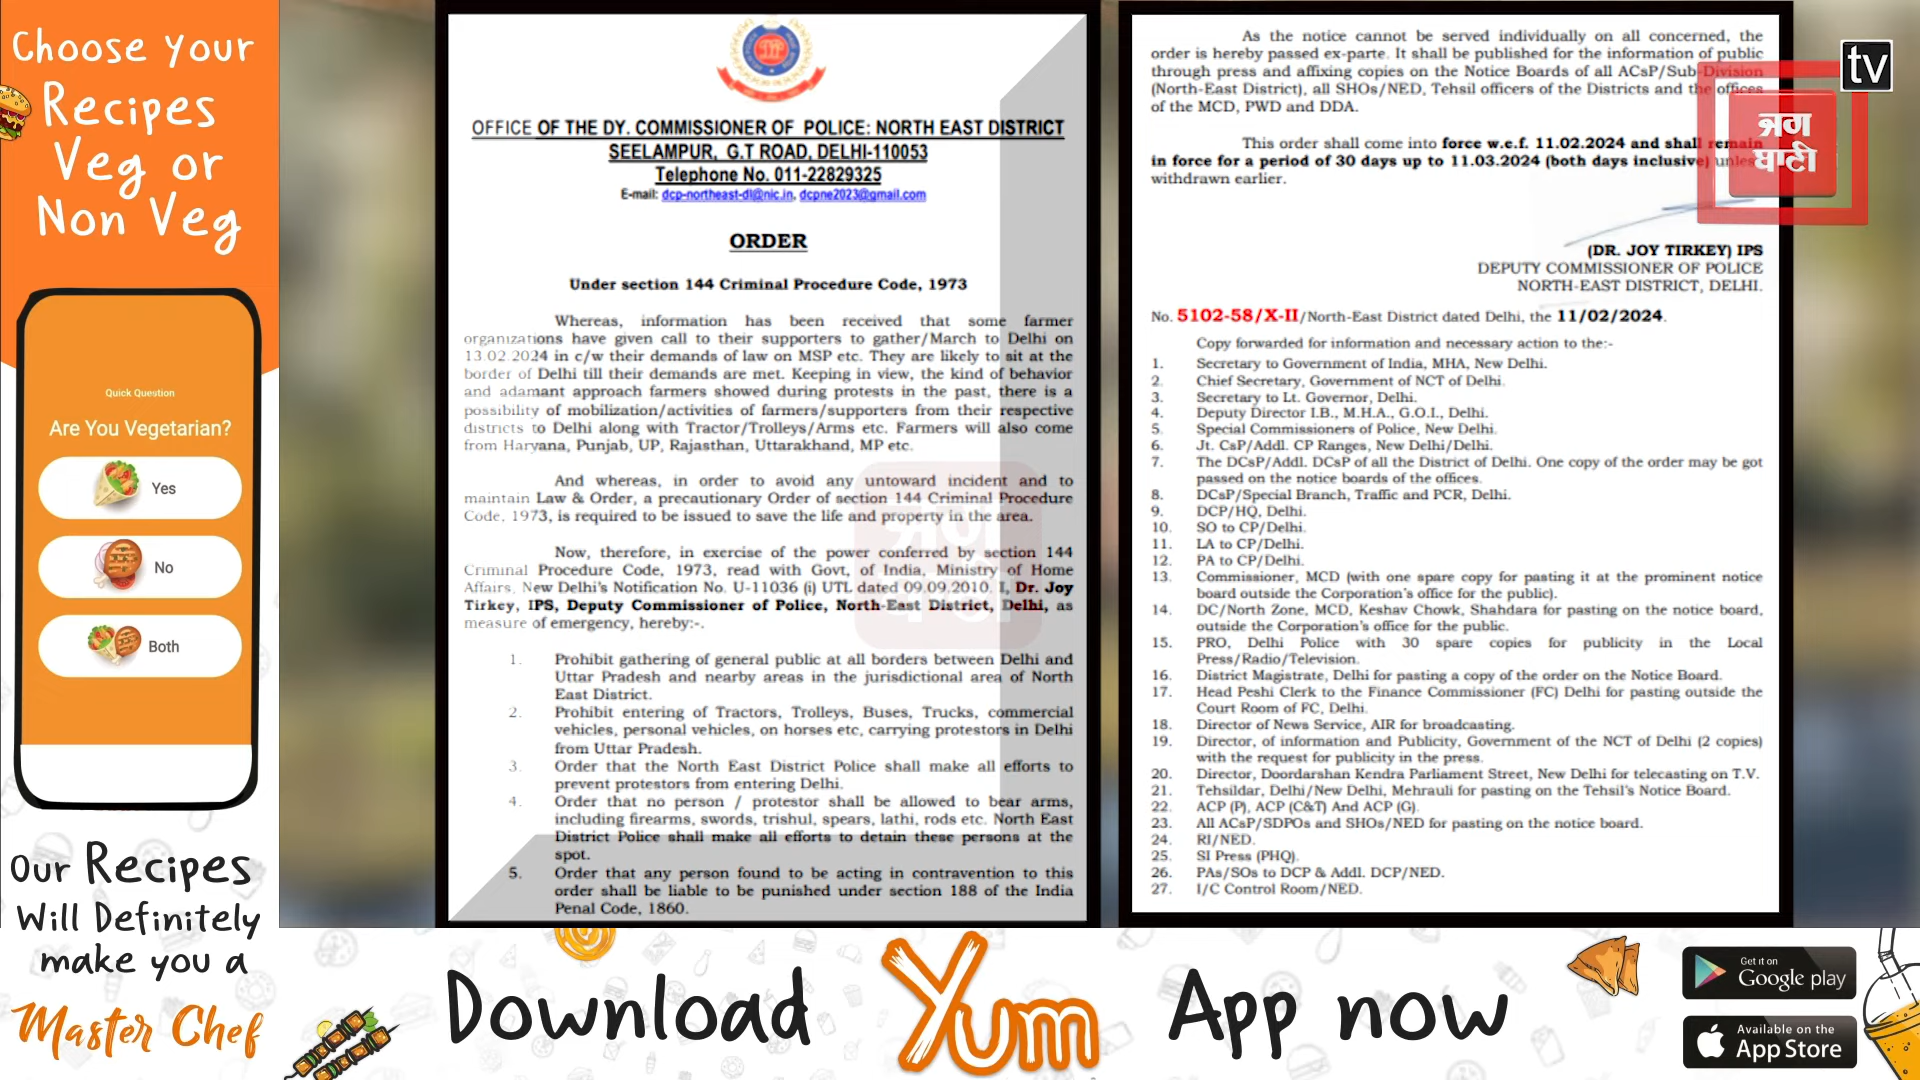 Choose Your
Recipes
Veg or
Non Veg
Quick Question
Are You Vegetarian?
Yes
No
Both
Our Recipes
Will Definitely
make you a
Master Chef
OFFICE OF THE DY. COMMISSIONER OF POLICE: NORTH EAST DISTRICT
SEELAMPUR, G.T ROAD, DELHI-110053
Telephone No. 011-22829325
E-mail: dcp-northeast-dl@nic.in, dcpne2023@gmail.com
ORDER
Under section 144 Criminal Procedure Code, 1973
Whereas, information has been received that some farmer
organizations have given call to their supporters to gather/March to Delhi on
13.02.2024 in c/w their demands of law on MSP etc. They are likely to sit at the
border of Delhi till their demands are met. Keeping in view, the kind of behavior
and adamant approach farmers showed during protests in the past, there is a
possibility of mobilization/activities of farmers/supporters from their respective
districts to Delhi along with Tractor/Trolleys/Arms etc. Farmers will also come
from Haryana, Punjab, UP, Rajasthan, Uttarakhand, MP etc.
And whereas, in order to avoid any untoward incident and to
maintain Law & Order, a precautionary Order of section 144 Criminal Procedure
Code, 1973, is required to be issued to save the life and property in the area.
Now, therefore, in exercise of the power conferred by section 144
Criminal Procedure Code, 1973, read with Govt, of India, Ministry of Home
Affairs, New Delhi's Notification No. U-11036 (i) UTL dated 09.09.2010. I, Dr. Joy
Tirkey, IPS, Deputy Commissioner of Police, North-East District, Delhi, as
measure of emergency, hereby:-.
1. Prohibit gathering of general public at all borders between Delhi and
Uttar Pradesh and nearby areas in the jurisdictional area of North
East District.
2. Prohibit entering of Tractors, Trolleys, Buses, Trucks, commercial
vehicles, personal vehicles, on horses etc, carrying protestors in Delhi
from Uttar Pradesh.
3. Order that the North East District Police shall make all efforts to
prevent protestors from entering Delhi.
4. Order that no person / protestor shall be allowed to bear arms,
including firearms, swords, trishul, spears, lathi, rods etc. North East
District Police shall make all efforts to detain these persons at the
spot.
5. Order that any person found to be acting in contravention to this
order shall be liable to be punished under section 188 of the India
Penal Code, 1860.
As the notice cannot be served individually on all concerned, the
order is hereby passed ex-parte. It shall be published for the information of public
through press and affixing copies on the Notice Boards of all ACsP/Sub-Division
(North-East District), all SHOs/NED, Tehsil officers of the Districts and the offices
of the MCD, PWD and DDA.
This order shall come into force w.e.f. 11.02.2024 and shall remain
in force for a period of 30 days up to 11.03.2024 (both days inclusive) unless
withdrawn earlier.
(DR. JOY TIRKEY) IPS
DEPUTY COMMISSIONER OF POLICE
NORTH-EAST DISTRICT, DELHI.
No. 5102-58/X-II/North-East District dated Delhi, the 11/02/2024.
Copy forwarded for information and necessary action to the:-
1. Secretary to Government of India, MHA, New Delhi.
2. Chief Secretary, Government of NCT of Delhi.
3. Secretary to Lt. Governor, Delhi.
4. Deputy Director I.B., M.H.A., G.O.I., Delhi.
5. Special Commissioners of Police, New Delhi.
6. Jt. CsP/Addl. CP Ranges, New Delhi/Delhi.
7. The DCsP/Addl. DCsP of all the District of Delhi. One copy of the order may be got
passed on the notice boards of the offices.
8. DCsP/Special Branch, Traffic and PCR, Delhi.
9. DCP/HQ, Delhi.
10. SO to CP/Delhi.
11. LA to CP/Delhi.
12. PA to CP/Delhi.
13. Commissioner, MCD (with one spare copy for pasting it at the prominent notice
board outside the Corporation's office for the public).
14. DC/North Zone, MCD, Keshav Chowk, Shahdara for pasting on the notice board,
outside the Corporation's office for the public.
15. PRO, Delhi Police with 30 spare copies for publicity in the Local
Press/Radio/Television.
16. District Magistrate, Delhi for pasting a copy of the order on the Notice Board.
17. Head Peshi Clerk to the Finance Commissioner (FC) Delhi for pasting outside the
Court Room of FC, Delhi.
18. Director of News Service, AIR for broadcasting.
19. Director, of information and Publicity, Government of the NCT of Delhi (2 copies)
with the request for publicity in the press.
20. Director, Doordarshan Kendra Parliament Street, New Delhi for telecasting on T.V.
21. Tehsildar, Delhi/New Delhi, Mehrauli for pasting on the Tehsil's Notice Board.
22. ACP (P), ACP (C&T) And ACP (G).
23. All ACsP/SDPOs and SHOs/NED for pasting on the notice board.
24. RI/NED.
25. SI Press (PHQ).
26. PAs/SOs to DCP & Addl. DCP/NED.
27. I/C Control Room/NED.
tv
ਜਗ
ਬਾਣੀ
Download Yum App now
Get it on
Google play
Available on the
App Store